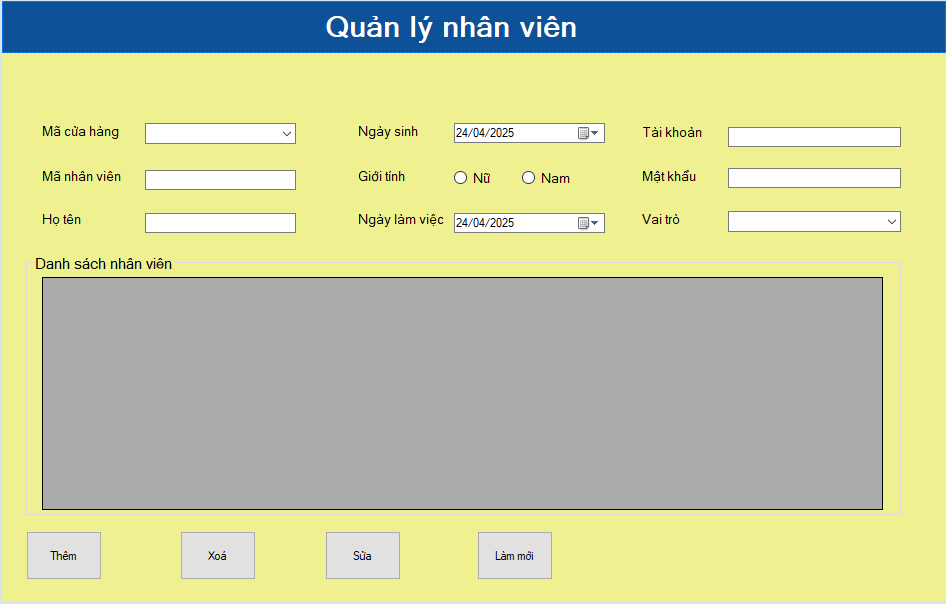 Quản lý nhân viên
Mã cửa hàng
Ngày sinh
24/04/2025
Tài khoản
Mã nhân viên
Giới tính
Nữ
Nam
Mật khẩu
Họ tên
Ngày làm việc
24/04/2025
Vai trò
Danh sách nhân viên
Thêm
Xoá
Sửa
Làm mới